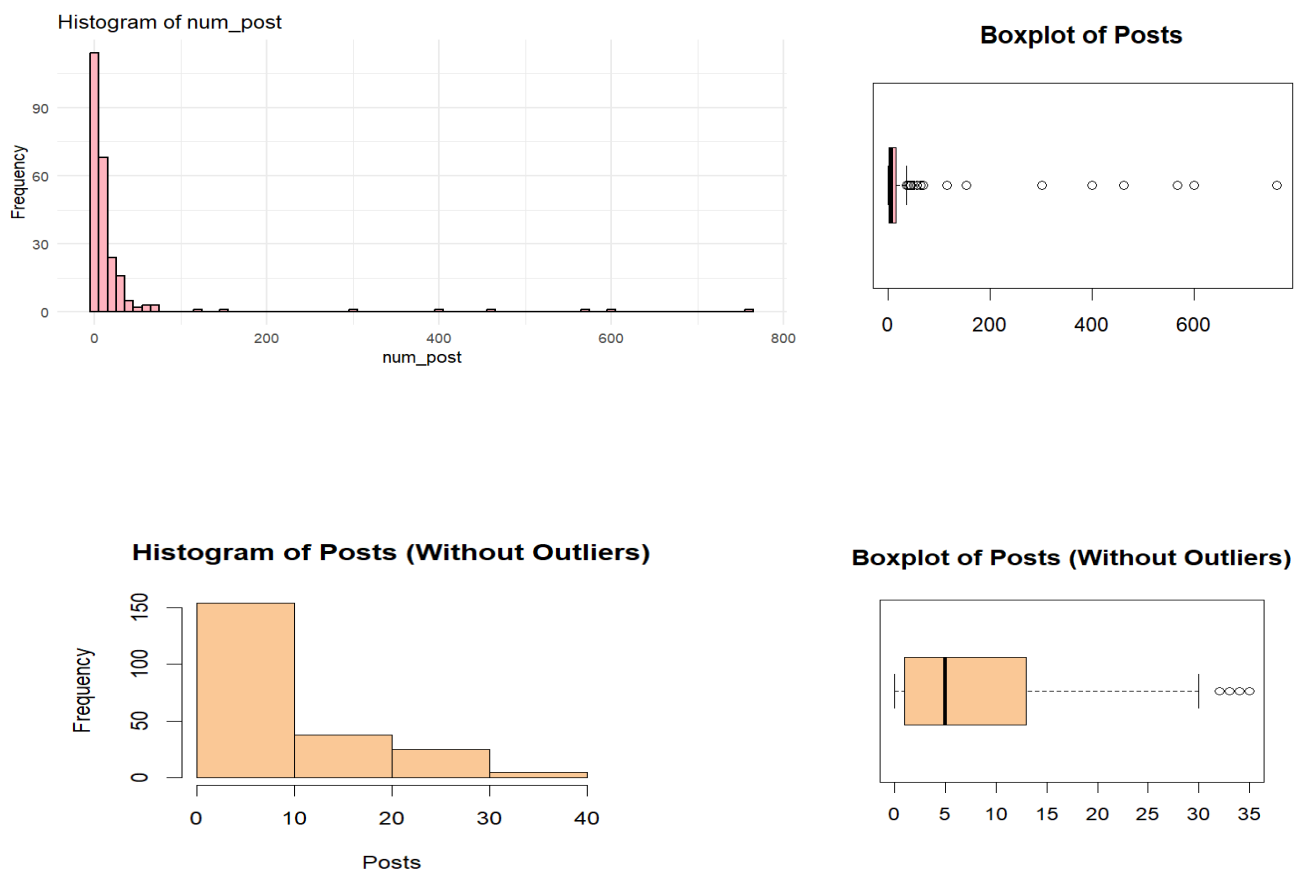 Histogram of num_post
Frequency
90
60
30
0
0 200 400 600 800
num_post
Boxplot of Posts
0 200 400 600
Histogram of Posts (Without Outliers)
Frequency
150
100
50
0
0 10 20 30 40
Posts
Boxplot of Posts (Without Outliers)
0 5 10 15 20 25 30 35